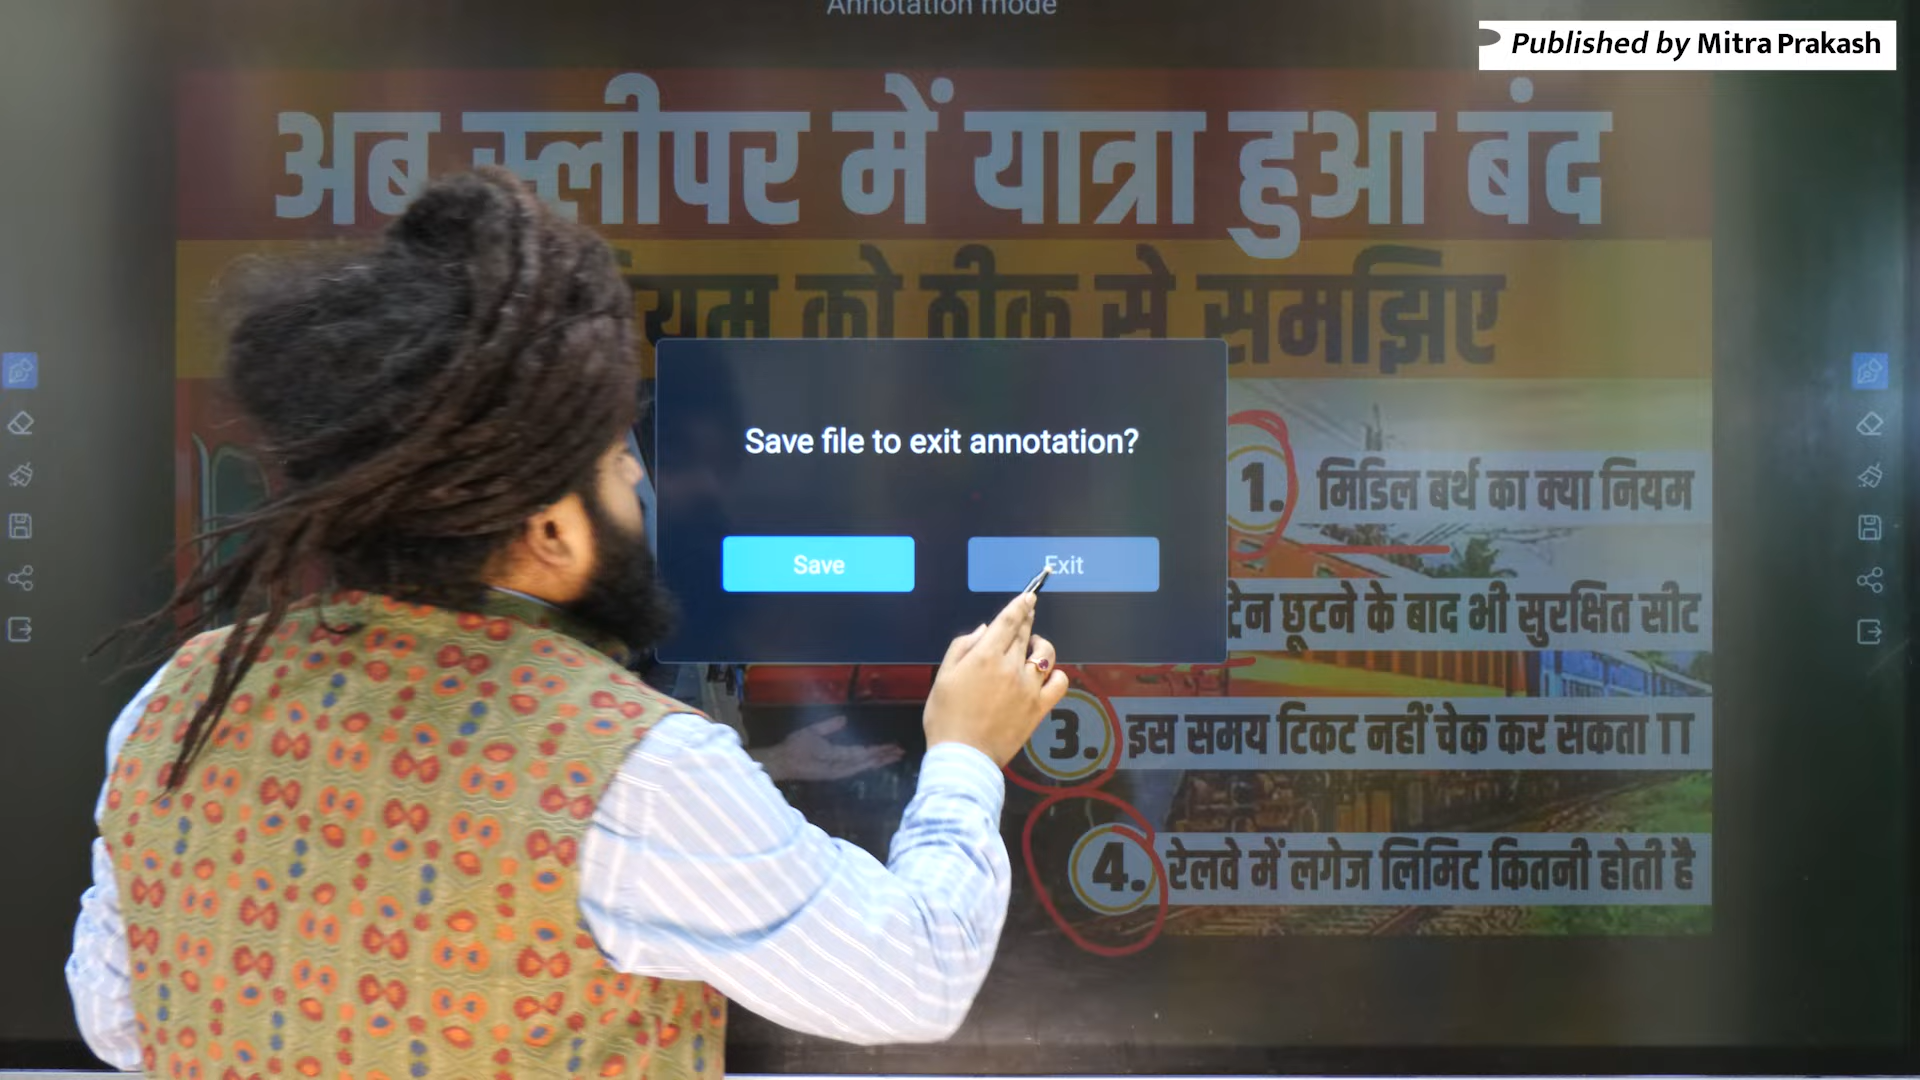 Annotation mode
Published by Mitra Prakash
अब स्लीपर में यात्रा हुआ बंद
को ठीक से समझिए
Save file to exit annotation?
Save
Exit
1. मिडिल बर्थ का क्या नियम
ट्रेन छूटने के बाद भी सुरक्षित सीट
3. इस समय टिकट नहीं चेक कर सकता TT
4. रेलवे में लगेज लिमिट कितनी होती है